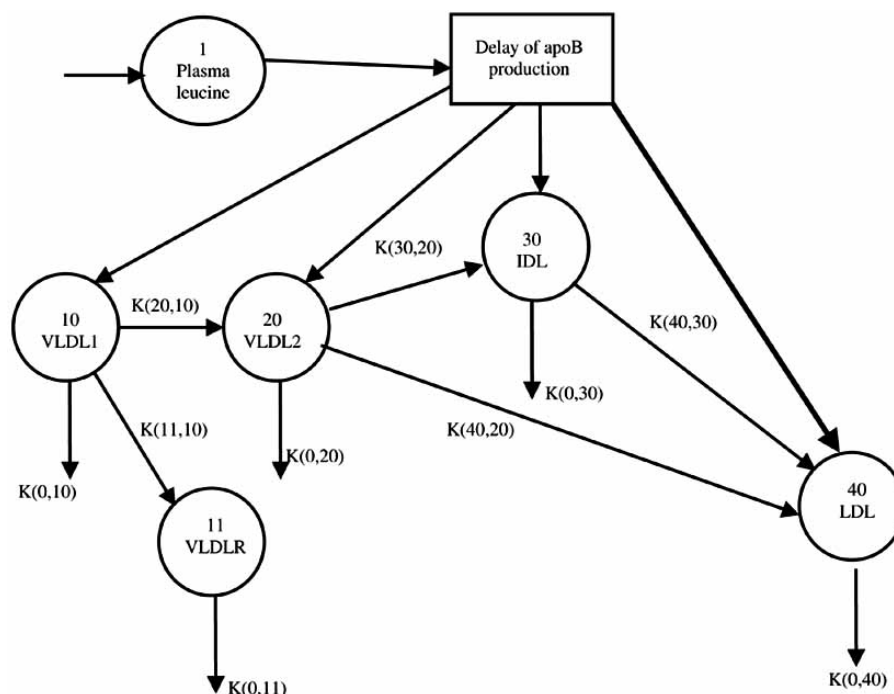 1
Plasma
leucine
Delay of apoB
production
K(30,20)
30
IDL
K(20,10)
10
VLDL1
20
VLDL2
K(40,30)
K(0,30)
K(11,10)
K(40,20)
K(0,20)
K(0,10)
40
LDL
11
VLDLR
K(0,11)
K(0,40)